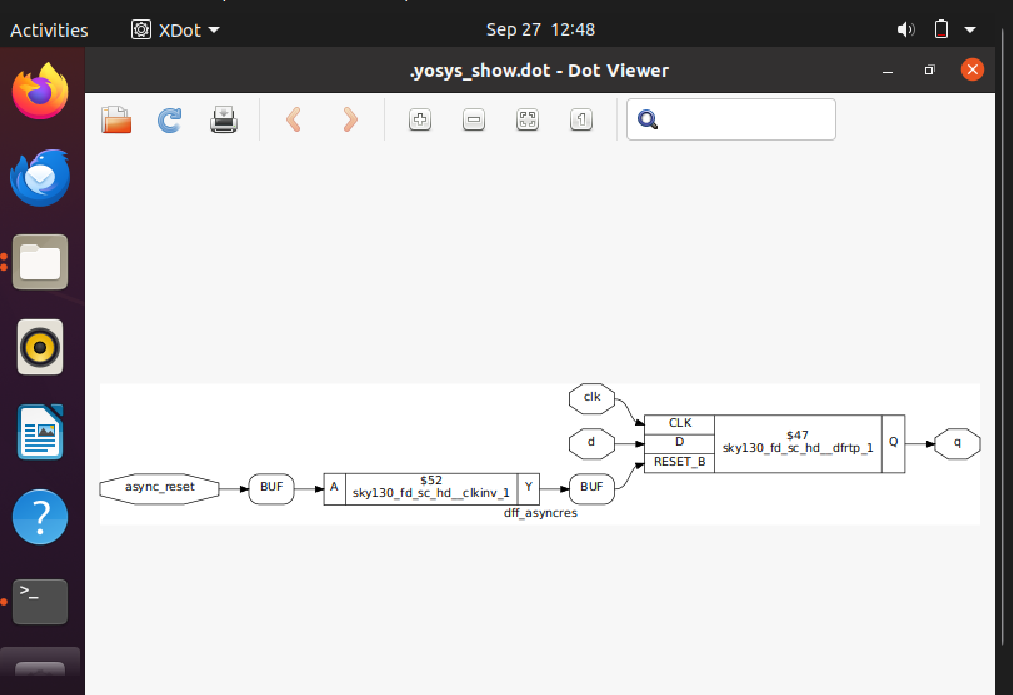 Activities
XDot
Sep 27 12:48
.yosys_show.dot - Dot Viewer
1
clk
CLK
$47
d
D
sky130_fd_sc_hd__dfrtp_1
Q
q
RESET_B
async_reset
BUF
A
$52
sky130_fd_sc_hd__clkinv_1
Y
BUF
dff_asyncres
?
>_